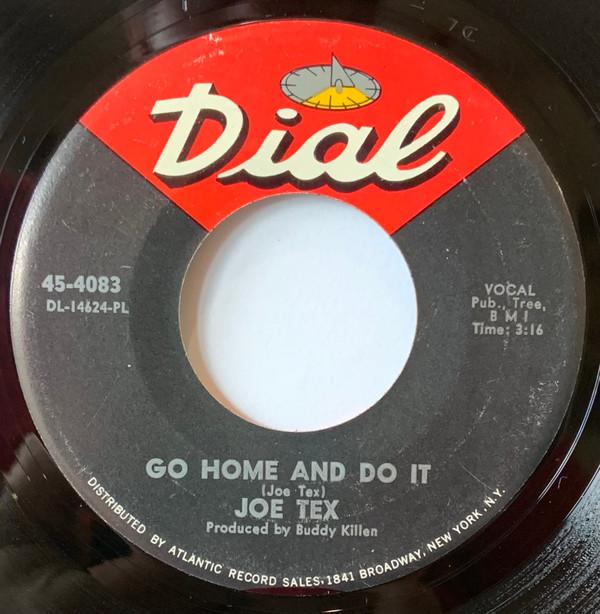 Dial
45-4083
DL-14624-PL
VOCAL
Pub., Tree,
B M I
Time: 3:16
GO HOME AND DO IT
(Joe Tex)
JOE TEX
Produced by Buddy Killen
DISTRIBUTED BY ATLANTIC RECORD SALES, 1841 BROADWAY, NEW YORK, N.Y.